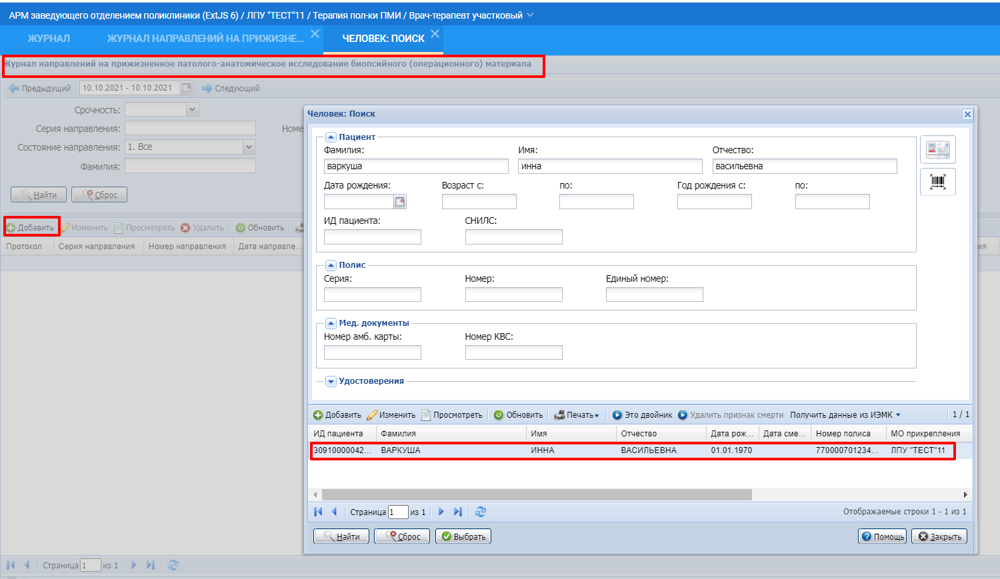 АРМ заведующего отделением поликлиники (ExtJS 6) / ЛПУ "ТЕСТ"11 / Терапия пол-ки ПМИ / Врач-терапевт участковый
ЖУРНАЛ ЖУРНАЛ НАПРАВЛЕНИЙ НА ПРИЖИЗНЕ... ЧЕЛОВЕК: ПОИСК
Журнал направлений на прижизненное патолого-анатомическое исследование биопсийного (операционного) материала
Предыдущий 10.10.2021 - 10.10.2021 Следующий
Срочность:
Серия направления:
Состояние направления: 1. Все
Фамилия:
Найти Сброс
Добавить Изменить Просмотреть Удалить Обновить
Протокол Серия направления Номер направления Дата направле...
Человек: Поиск
Пациент
Фамилия: Имя: Отчество:
варкуша инна васильевна
Дата рождения: Возраст с: по: Год рождения с: по:
ИД пациента: СНИЛС:
Полис
Серия: Номер: Единый номер:
Мед. документы
Номер амб. карты: Номер КВС:
Удостоверения
Добавить Изменить Просмотреть Обновить Печать Это двойник Удалить признак смерти Получить данные из ИЭМК 1 / 1
ИД пациента Фамилия Имя Отчество Дата рож... Дата сме... Номер полиса МО прикрепления
30910000042... ВАРКУША ИННА ВАСИЛЬЕВНА 01.01.1970 770000701234... ЛПУ "ТЕСТ"11
Страница 1 из 1 Отображаемые строки 1 - 1 из 1
Найти Сброс Выбрать Помощь Закрыть
Страница 1 из 1